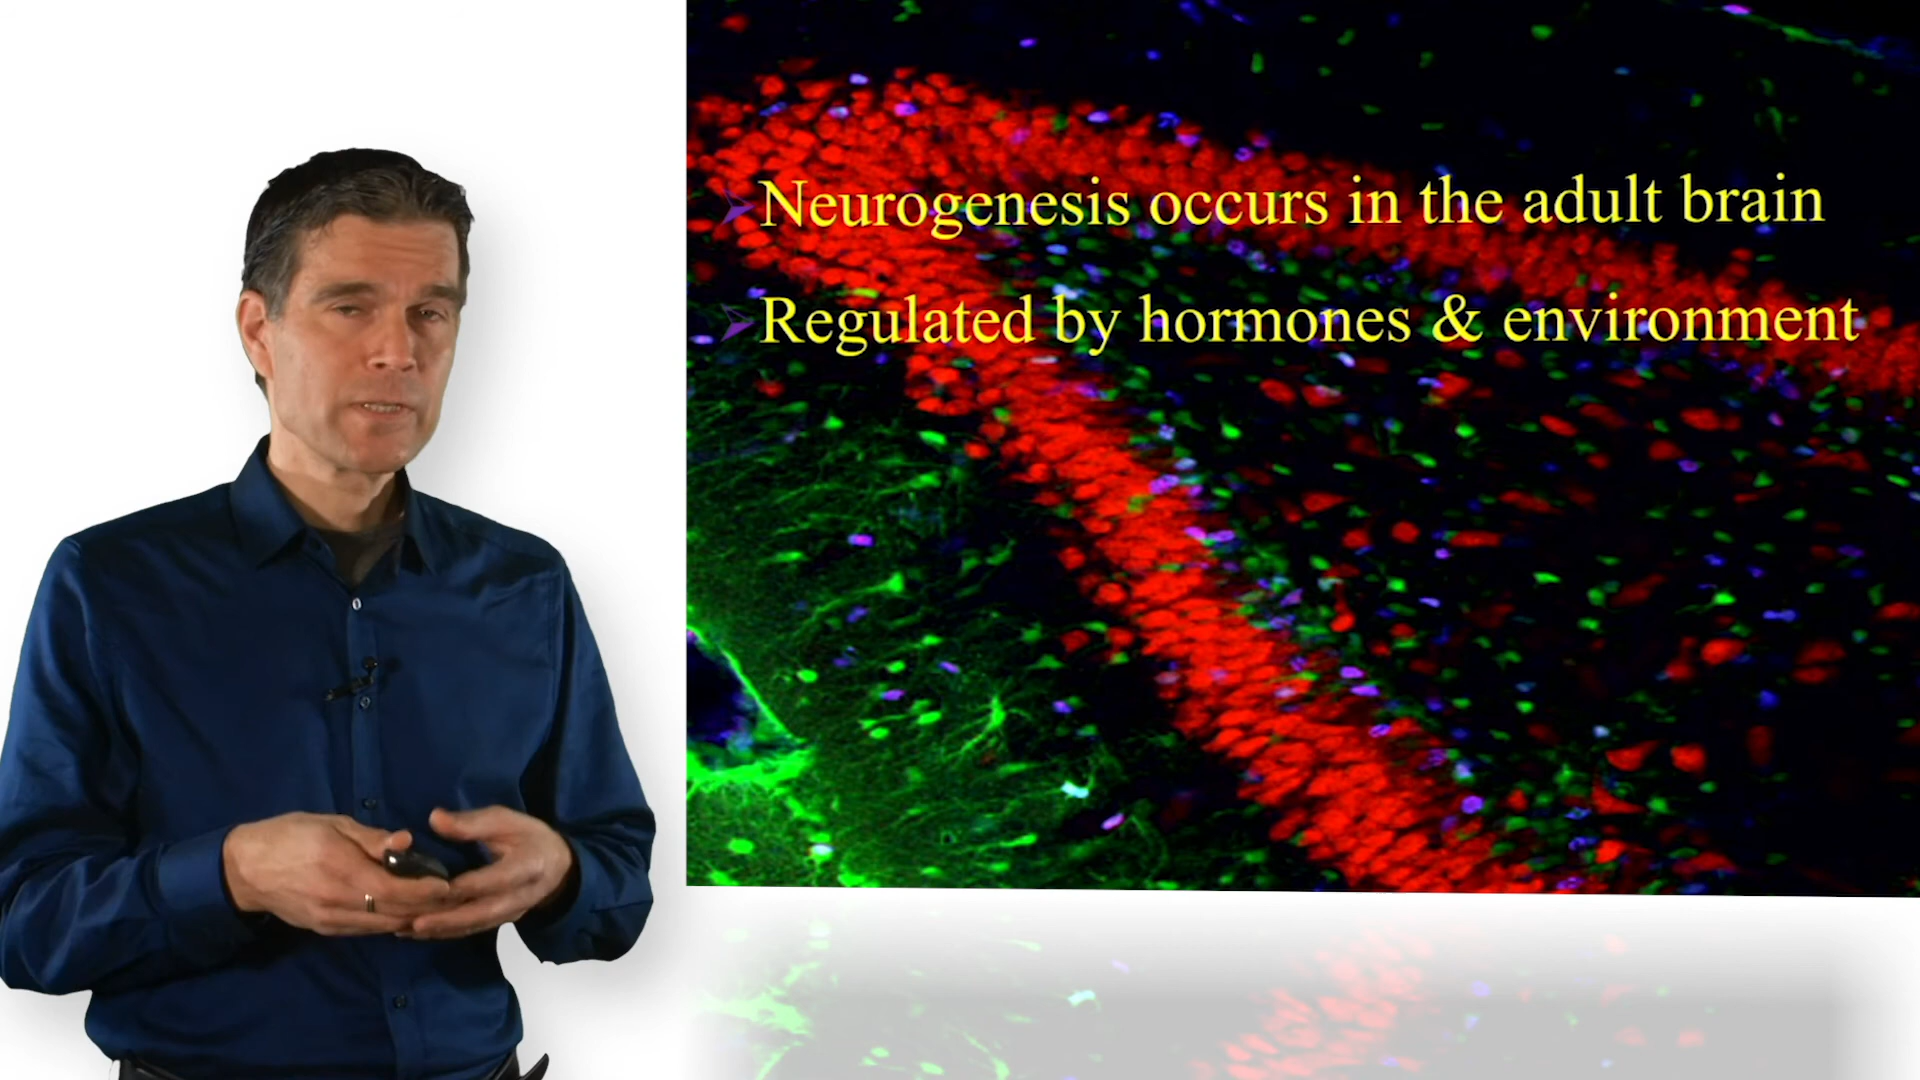 Neurogenesis occurs in the adult brain
Regulated by hormones & environment